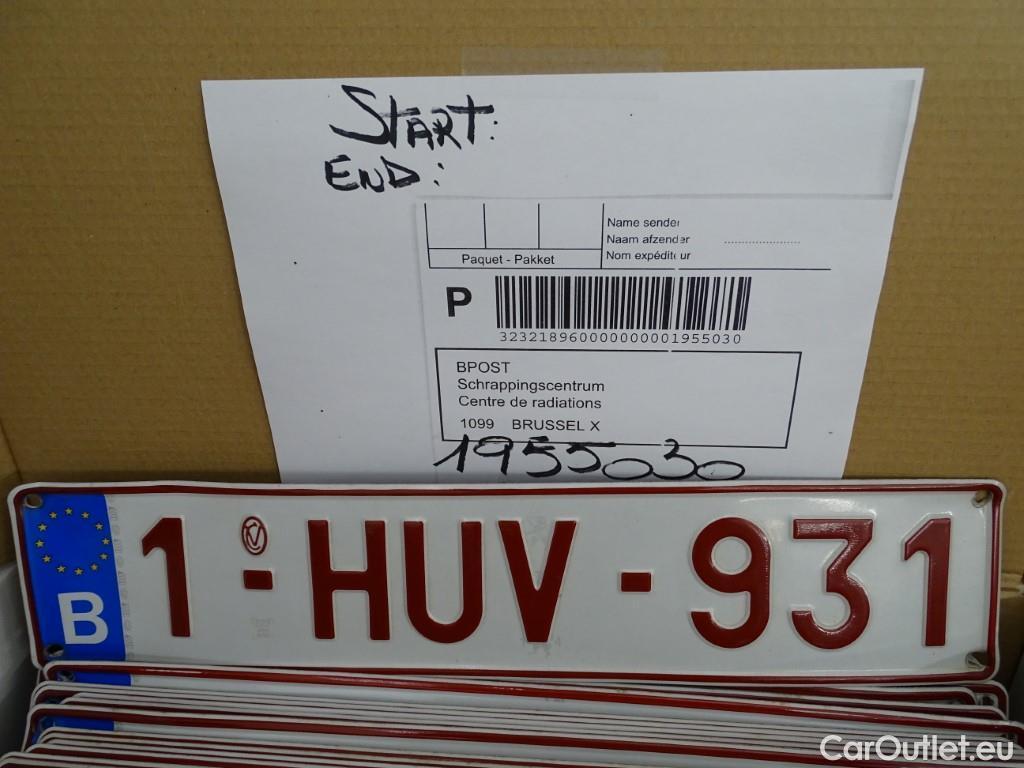 START:
END:
Name sender
Naam afzender ........................
Paquet - Pakket
Nom expéditeur
P
323218960000000001955030
BPOST
Schrappingscentrum
Centre de radiations
1099 BRUSSEL X
1955030
B
1-HUV-931
CarOutlet.eu